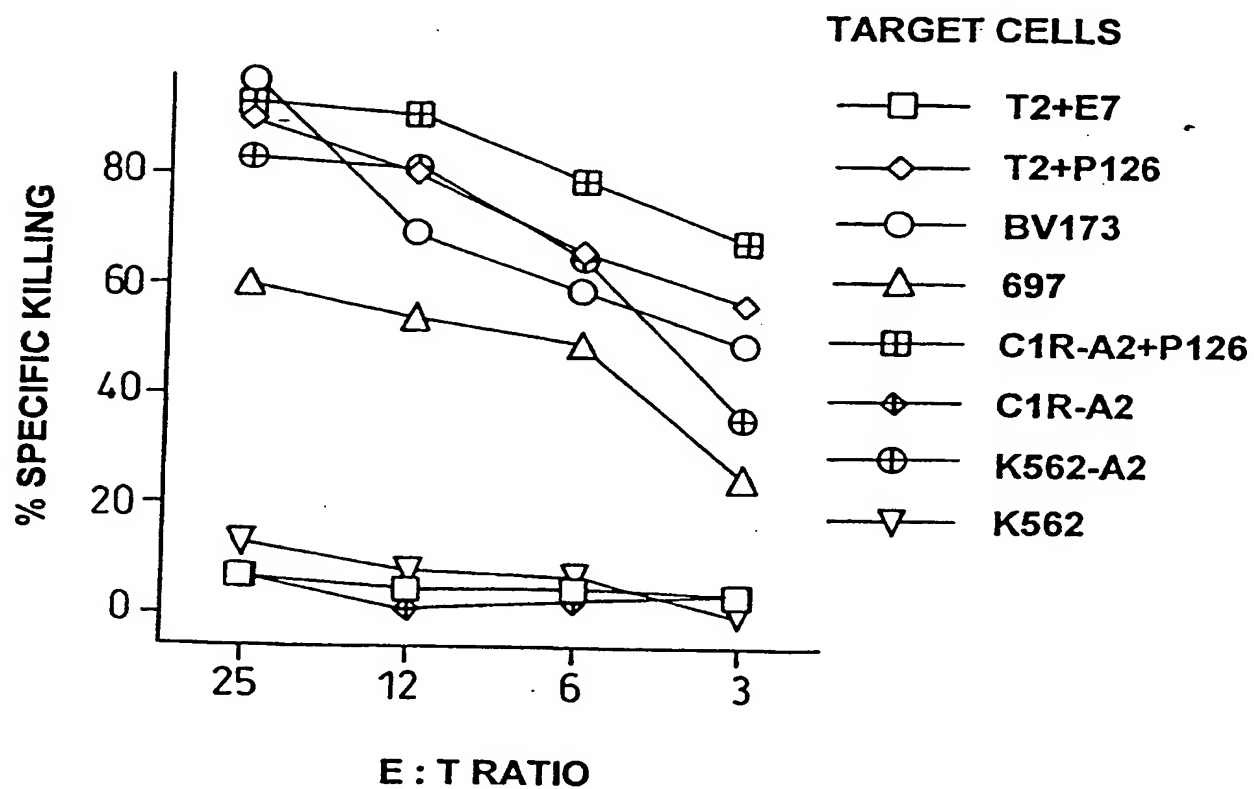 TARGET CELLS
T2+E7
T2+P126
BV173
697
C1R-A2+P126
C1R-A2
K562-A2
K562
% SPECIFIC KILLING
80
60
40
20
0
25 12 6 3
E : T RATIO